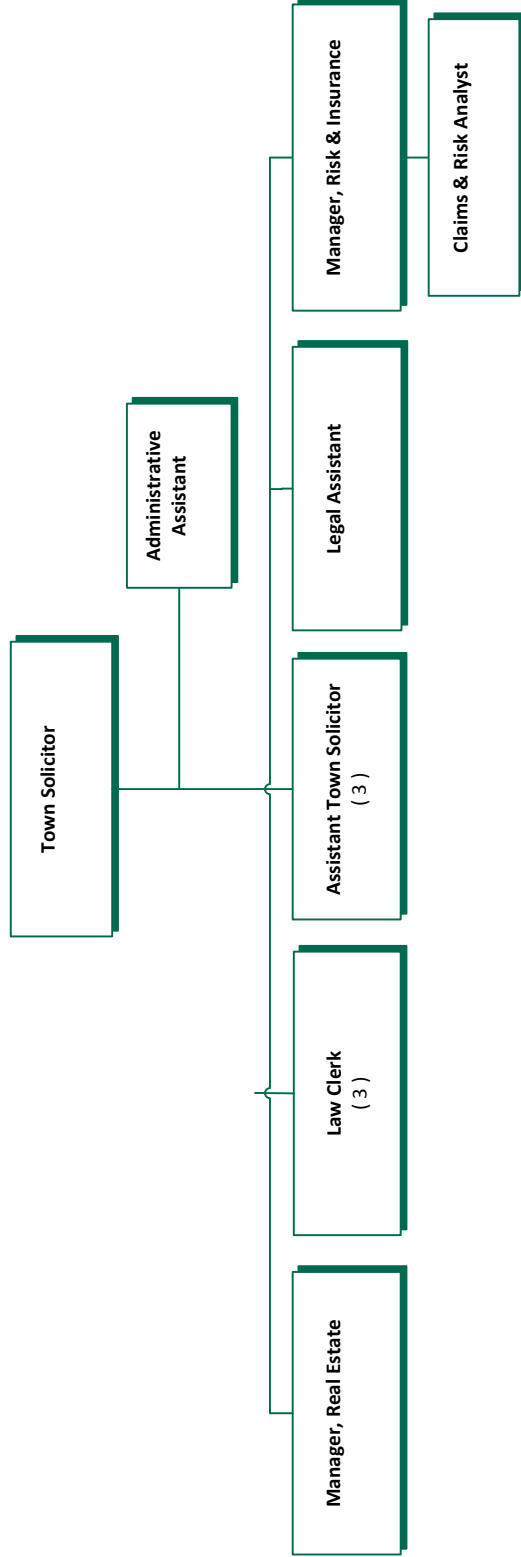 Town Solicitor
Administrative
Assistant
Manager, Real Estate
Law Clerk
( 3 )
Assistant Town Solicitor
( 3 )
Legal Assistant
Manager, Risk & Insurance
Claims & Risk Analyst